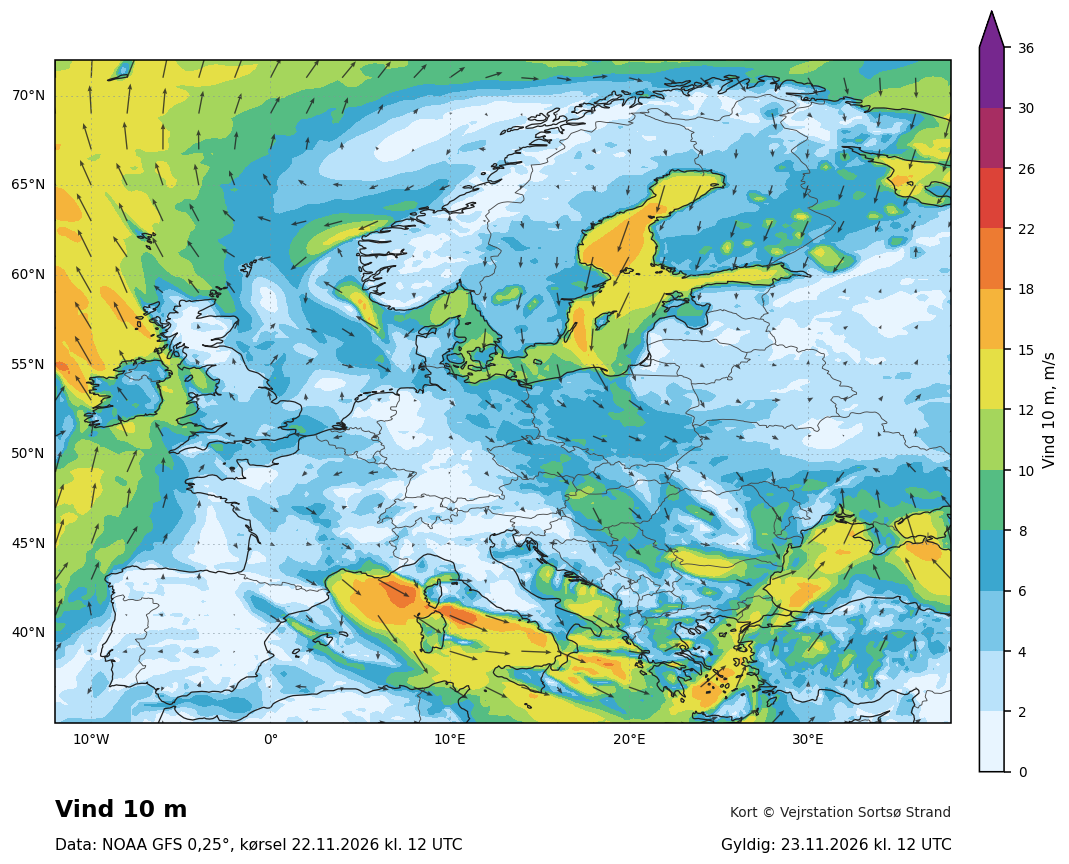 70°N
65°N
60°N
55°N
50°N
45°N
40°N
10°W
0°
10°E
20°E
30°E
36
30
26
22
18
15
12
10
8
6
4
2
0
Vind 10 m, m/s
Vind 10 m
Kort © Vejrstation Sortsø Strand
Data: NOAA GFS 0,25°, kørsel 22.11.2026 kl. 12 UTC
Gyldig: 23.11.2026 kl. 12 UTC